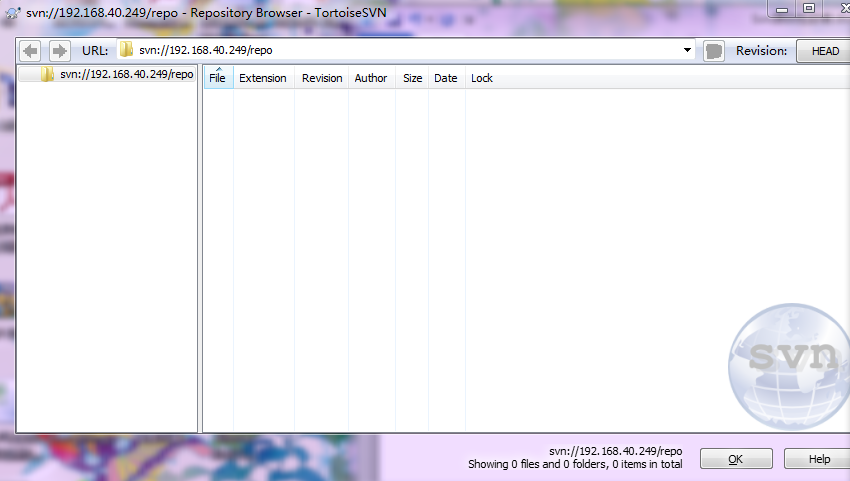 svn://192.168.40.249/repo - Repository Browser - TortoiseSVN
URL: svn://192.168.40.249/repo Revision: HEAD
svn://192.168.40.249/repo
File Extension Revision Author Size Date Lock
svn
svn://192.168.40.249/repo
Showing 0 files and 0 folders, 0 items in total
OK Help